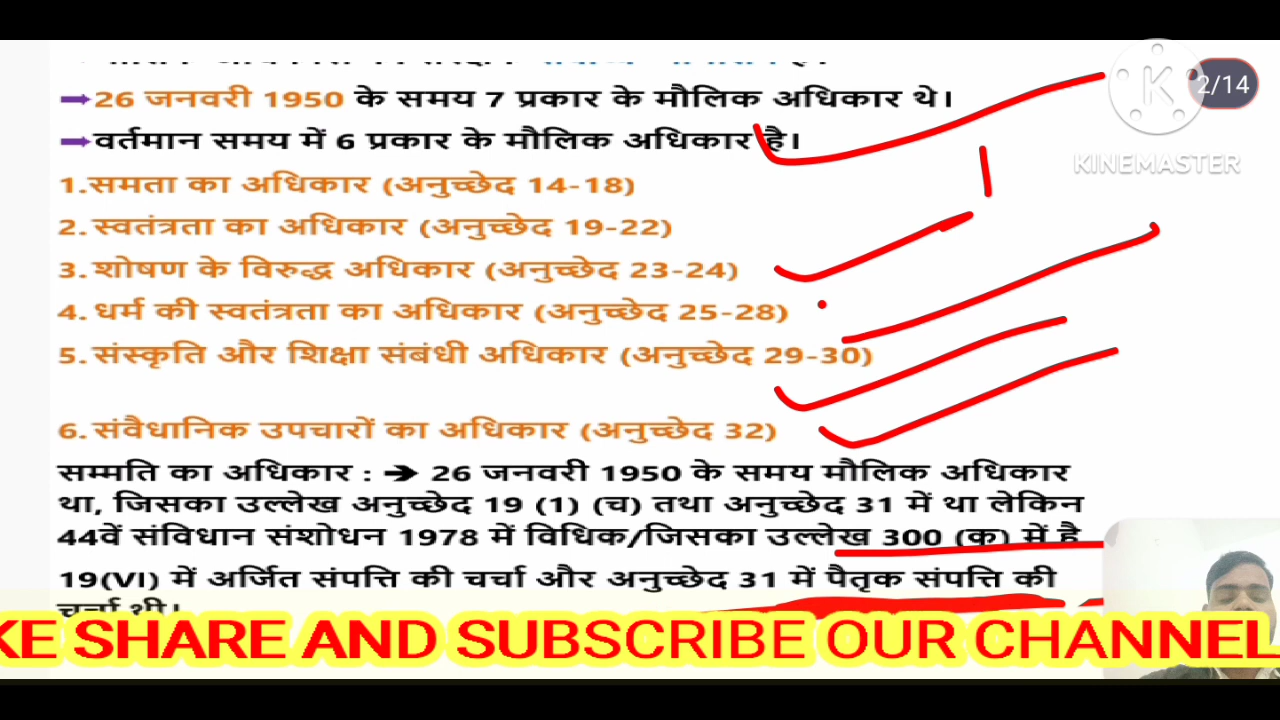 ➡26 जनवरी 1950 के समय 7 प्रकार के मौलिक अधिकार थे।
2/14
➡वर्तमान समय में 6 प्रकार के मौलिक अधिकार है।
KINEMASTER
1.समता का अधिकार (अनुच्छेद 14-18)
2. स्वतंत्रता का अधिकार (अनुच्छेद 19-22)
3. शोषण के विरुद्ध अधिकार (अनुच्छेद 23-24)
4. धर्म की स्वतंत्रता का अधिकार (अनुच्छेद 25-28)
5. संस्कृति और शिक्षा संबंधी अधिकार (अनुच्छेद 29-30)
6. संवैधानिक उपचारों का अधिकार (अनुच्छेद 32)
सम्मति का अधिकार : ➔ 26 जनवरी 1950 के समय मौलिक अधिकार
था, जिसका उल्लेख अनुच्छेद 19 (1) (च) तथा अनुच्छेद 31 में था लेकिन
44वें संविधान संशोधन 1978 में विधिक/जिसका उल्लेख 300 (क) में है
19(VI) में अर्जित संपत्ति की चर्चा और अनुच्छेद 31 में पैतृक संपत्ति की
चर्चा थी।
KE SHARE AND SUBSCRIBE OUR CHANNEL